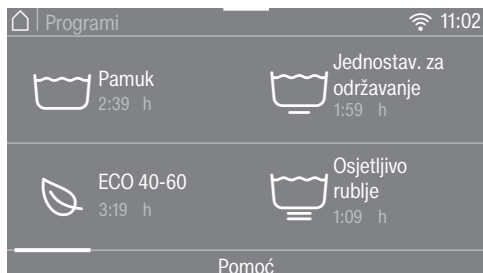 Programi
11:02
Pamuk
2:39 h
Jednostav. za
održavanje
1:59 h
ECO 40-60
3:19 h
Osjetljivo
rublje
1:09 h
Pomoć